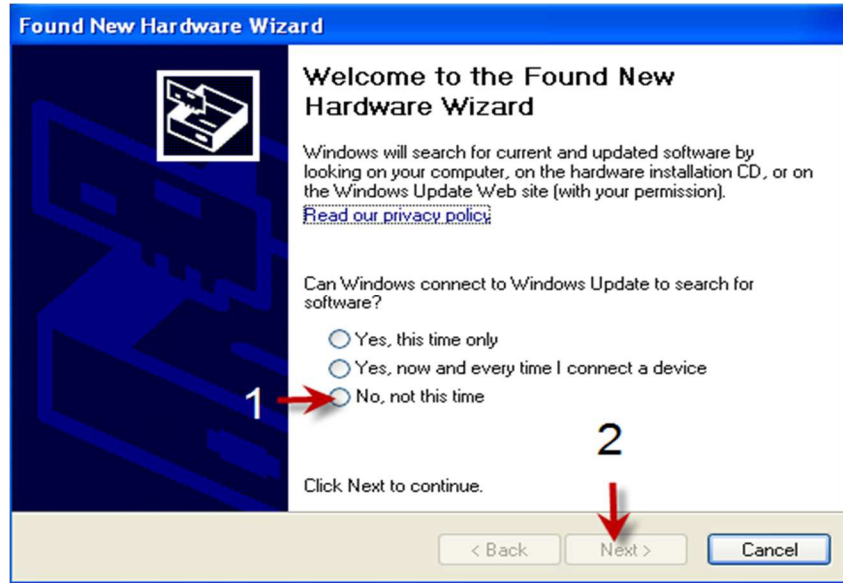 Found New Hardware Wizard
Welcome to the Found New
Hardware Wizard
Windows will search for current and updated software by
looking on your computer, on the hardware installation CD, or on
the Windows Update Web site (with your permission).
Read our privacy policy
Can Windows connect to Windows Update to search for
software?
Yes, this time only
Yes, now and every time I connect a device
1
No, not this time
2
Click Next to continue.
< Back
Next >
Cancel